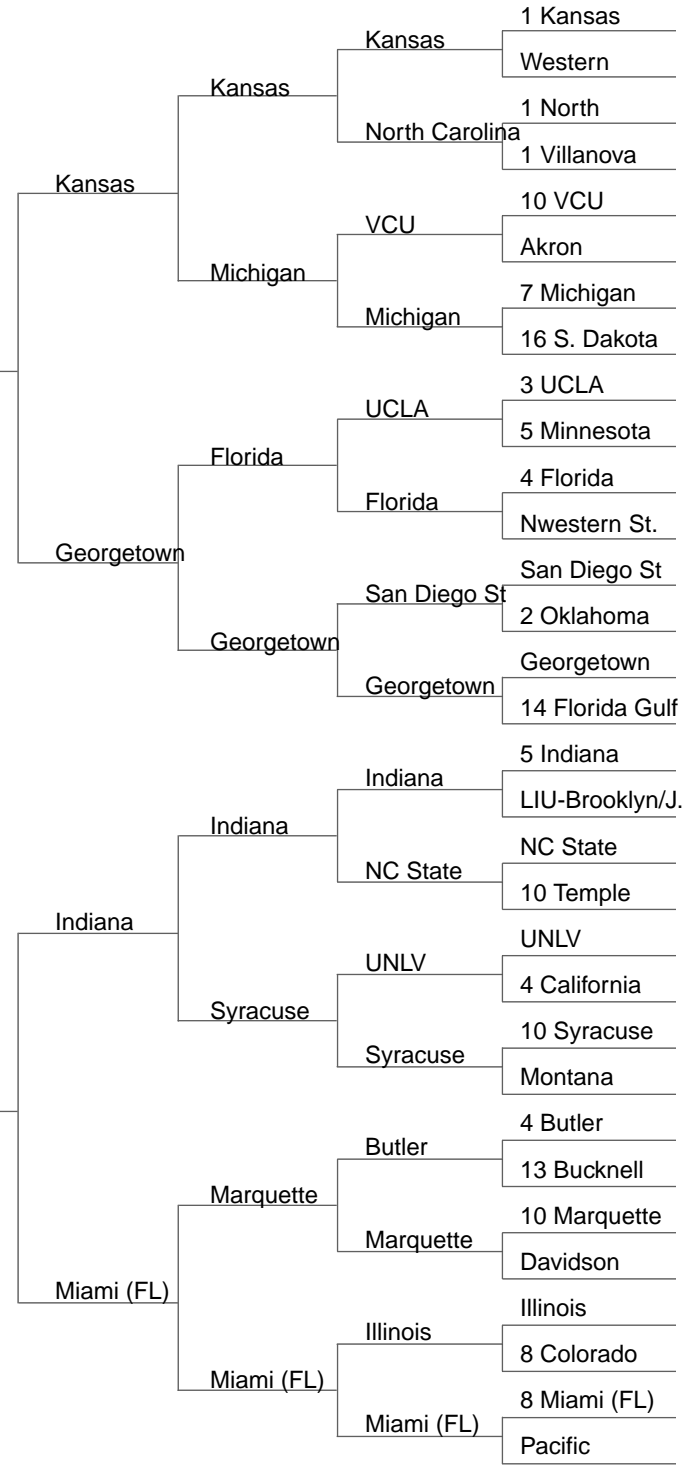 1 Kansas
Kansas
Western
Kansas
1 North
North Carolina
1 Villanova
Kansas
10 VCU
VCU
Akron
Michigan
7 Michigan
Michigan
16 S. Dakota
3 UCLA
UCLA
5 Minnesota
Florida
4 Florida
Florida
Nwestern St.
Georgetown
San Diego St
San Diego St
2 Oklahoma
Georgetown
Georgetown
Georgetown
14 Florida Gulf
5 Indiana
Indiana
LIU-Brooklyn/J.
Indiana
NC State
NC State
10 Temple
Indiana
UNLV
UNLV
4 California
Syracuse
10 Syracuse
Syracuse
Montana
4 Butler
Butler
13 Bucknell
Marquette
10 Marquette
Marquette
Davidson
Miami (FL)
Illinois
Illinois
8 Colorado
Miami (FL)
8 Miami (FL)
Miami (FL)
Pacific